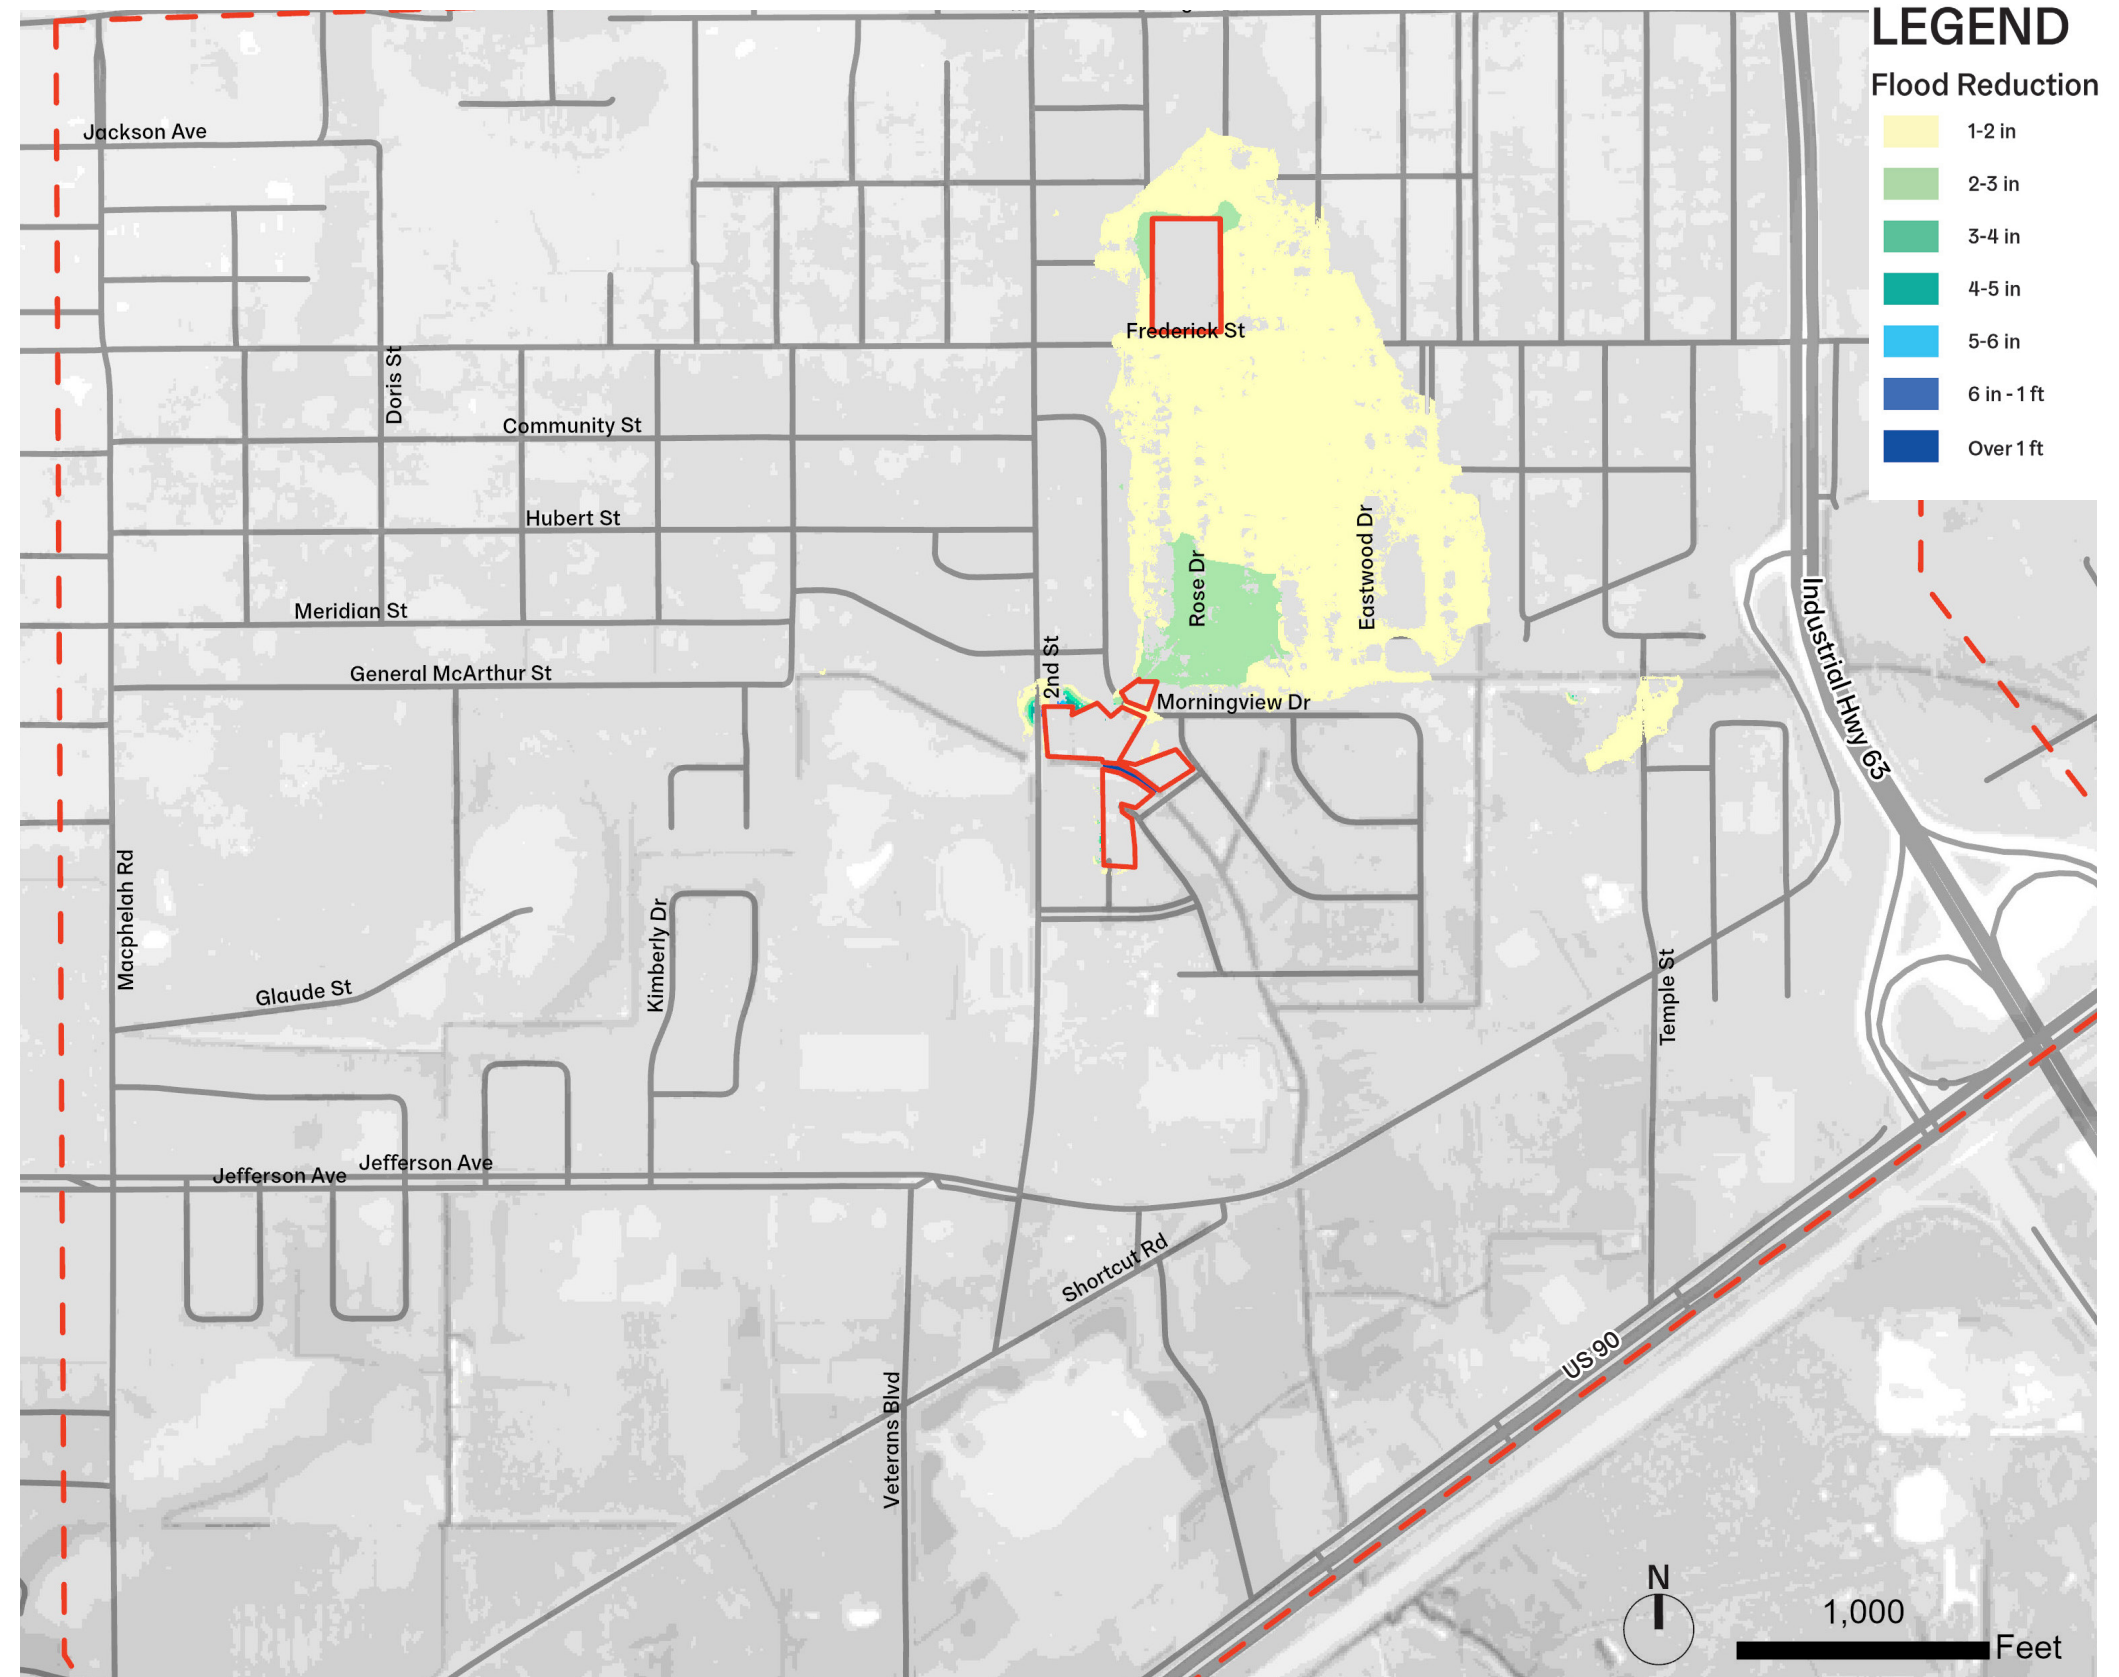 LEGEND
Flood Reduction
1-2 in
2-3 in
3-4 in
4-5 in
5-6 in
6 in - 1 ft
Over 1 ft
Jackson Ave
Frederick St
Doris St
Community St
Hubert St
Rose Dr
Eastwood Dr
Meridian St
General McArthur St
2nd St
Morningview Dr
Industrial Hwy 63
Macphelah Rd
Kimberly Dr
Glaude St
Temple St
Jefferson Ave
Jefferson Ave
Shortcut Rd
US 90
Veterans Blvd
N
1,000
Feet